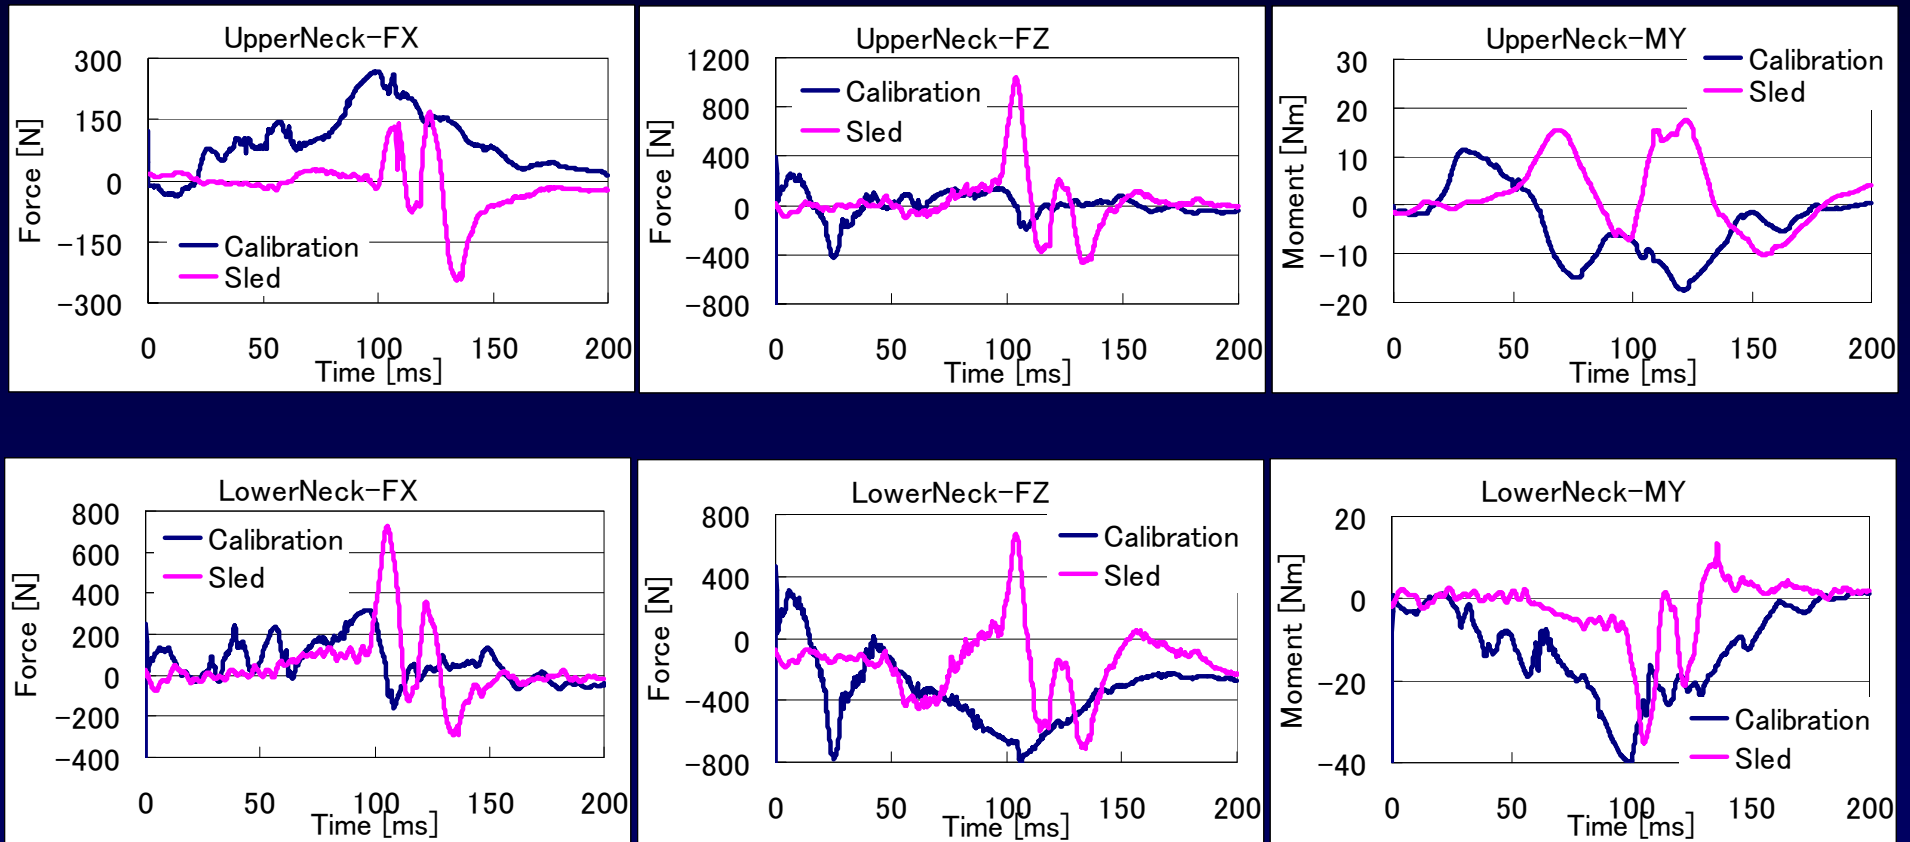 UpperNeck-FX
300
150
0
-150
-300
Force [N]
Calibration
Sled
0 50 100 150 200
Time [ms]
UpperNeck-FZ
1200
800
400
0
-400
-800
Force [N]
Calibration
Sled
0 50 100 150 200
Time [ms]
UpperNeck-MY
30
20
10
0
-10
-20
Moment [Nm]
Calibration
Sled
0 50 100 150 200
Time [ms]
LowerNeck-FX
800
600
400
200
0
-200
-400
Force [N]
Calibration
Sled
0 50 100 150 200
Time [ms]
LowerNeck-FZ
800
400
0
-400
-800
Force [N]
Calibration
Sled
0 50 100 150 200
Time [ms]
LowerNeck-MY
20
0
-20
-40
Moment [Nm]
Calibration
Sled
0 50 100 150 200
Time [ms]